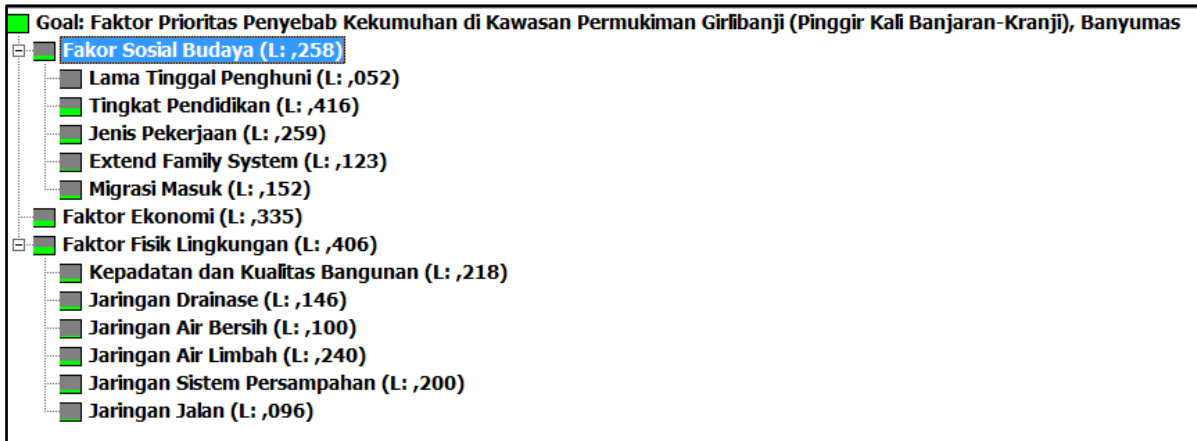 Goal: Faktor Prioritas Penyebab Kekumuhan di Kawasan Permukiman Girlibanji (Pinggir Kali Banjaran-Kranji), Banyumas
Fakor Sosial Budaya (L: ,258)
Lama Tinggal Penghuni (L: ,052)
Tingkat Pendidikan (L: ,416)
Jenis Pekerjaan (L: ,259)
Extend Family System (L: ,123)
Migrasi Masuk (L: ,152)
Faktor Ekonomi (L: ,335)
Faktor Fisik Lingkungan (L: ,406)
Kepadatan dan Kualitas Bangunan (L: ,218)
Jaringan Drainase (L: ,146)
Jaringan Air Bersih (L: ,100)
Jaringan Air Limbah (L: ,240)
Jaringan Sistem Persampahan (L: ,200)
Jaringan Jalan (L: ,096)